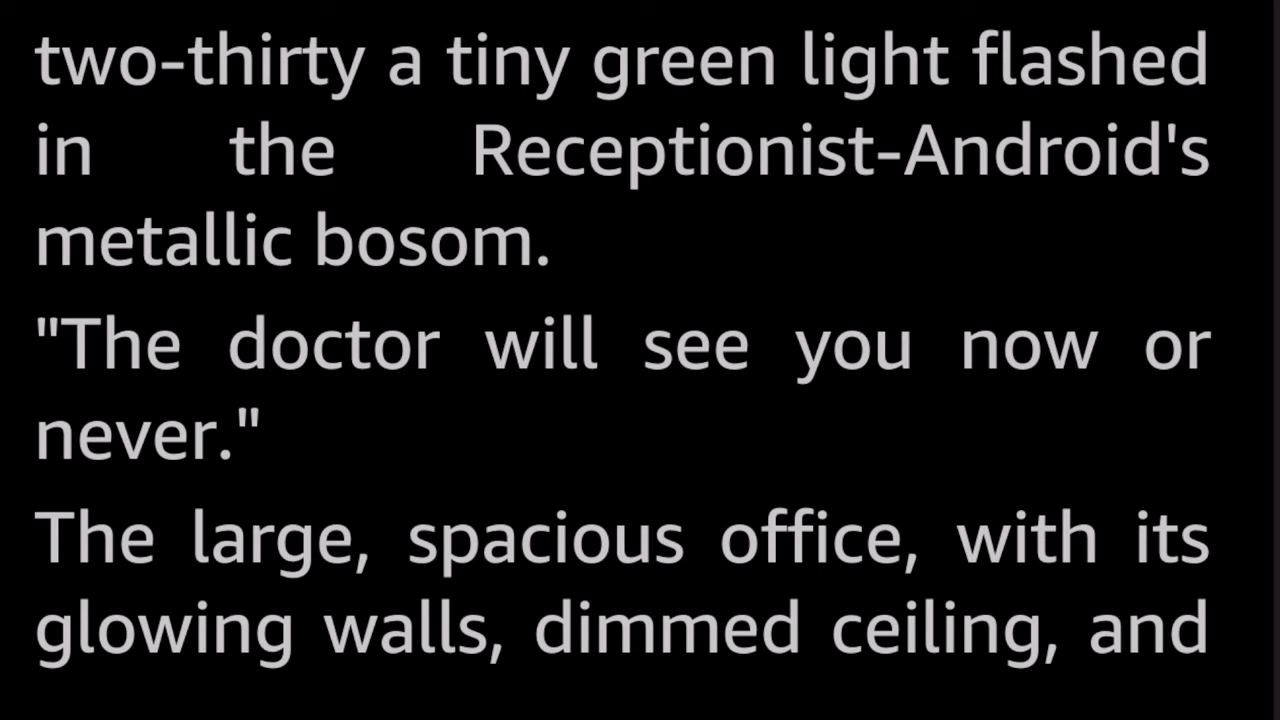 two-thirty a tiny green light flashed
in the Receptionist-Android's
metallic bosom.
"The doctor will see you now or
never."
The large, spacious office, with its
glowing walls, dimmed ceiling, and